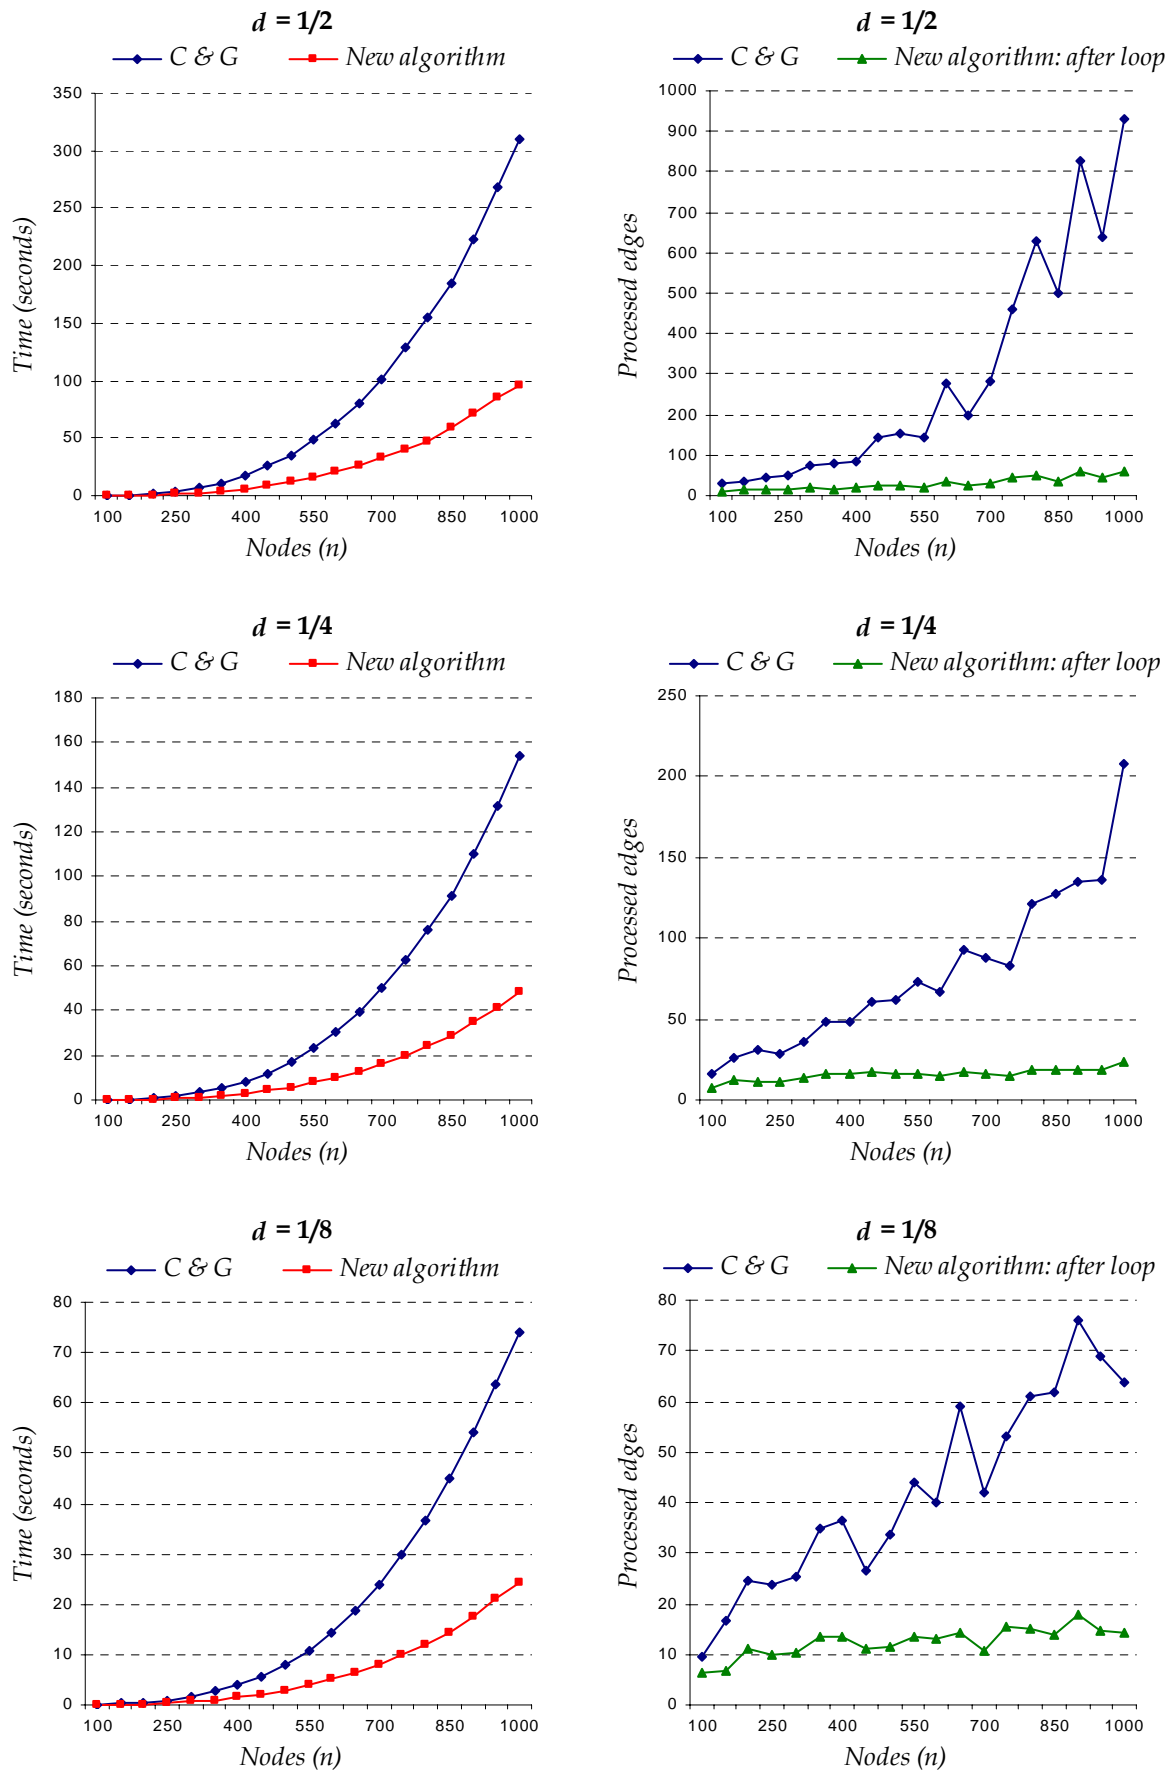 d = 1/2
C & G New algorithm
350
300
250
200
150
100
50
0
Time (seconds)
100 250 400 550 700 850 1000
Nodes (n)
d = 1/2
C & G New algorithm: after loop
1000
900
800
700
600
500
400
300
200
100
0
Processed edges
100 250 400 550 700 850 1000
Nodes (n)
d = 1/4
C & G New algorithm
180
160
140
120
100
80
60
40
20
0
Time (seconds)
100 250 400 550 700 850 1000
Nodes (n)
d = 1/4
C & G New algorithm: after loop
250
200
150
100
50
0
Processed edges
100 250 400 550 700 850 1000
Nodes (n)
d = 1/8
C & G New algorithm
80
70
60
50
40
30
20
10
0
Time (seconds)
100 250 400 550 700 850 1000
Nodes (n)
d = 1/8
C & G New algorithm: after loop
80
70
60
50
40
30
20
10
0
Processed edges
100 250 400 550 700 850 1000
Nodes (n)